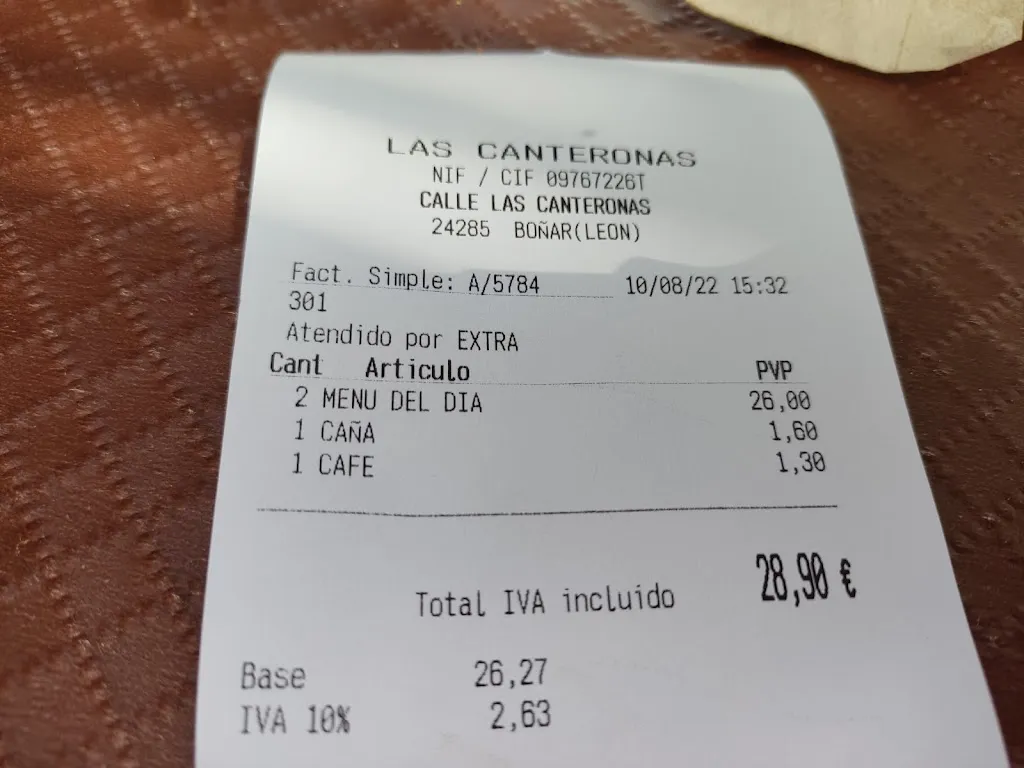 LAS CANTERONAS
NIF / CIF 09767226T
CALLE LAS CANTERONAS
24285 BOÑAR(LEON)
Fact. Simple: A/5784 10/08/22 15:32
301
Atendido por EXTRA
Cant Articulo PVP
2 MENU DEL DIA 26,00
1 CAÑA 1,60
1 CAFE 1,30
Total IVA incluido 28,90 €
Base 26,27
IVA 10% 2,63